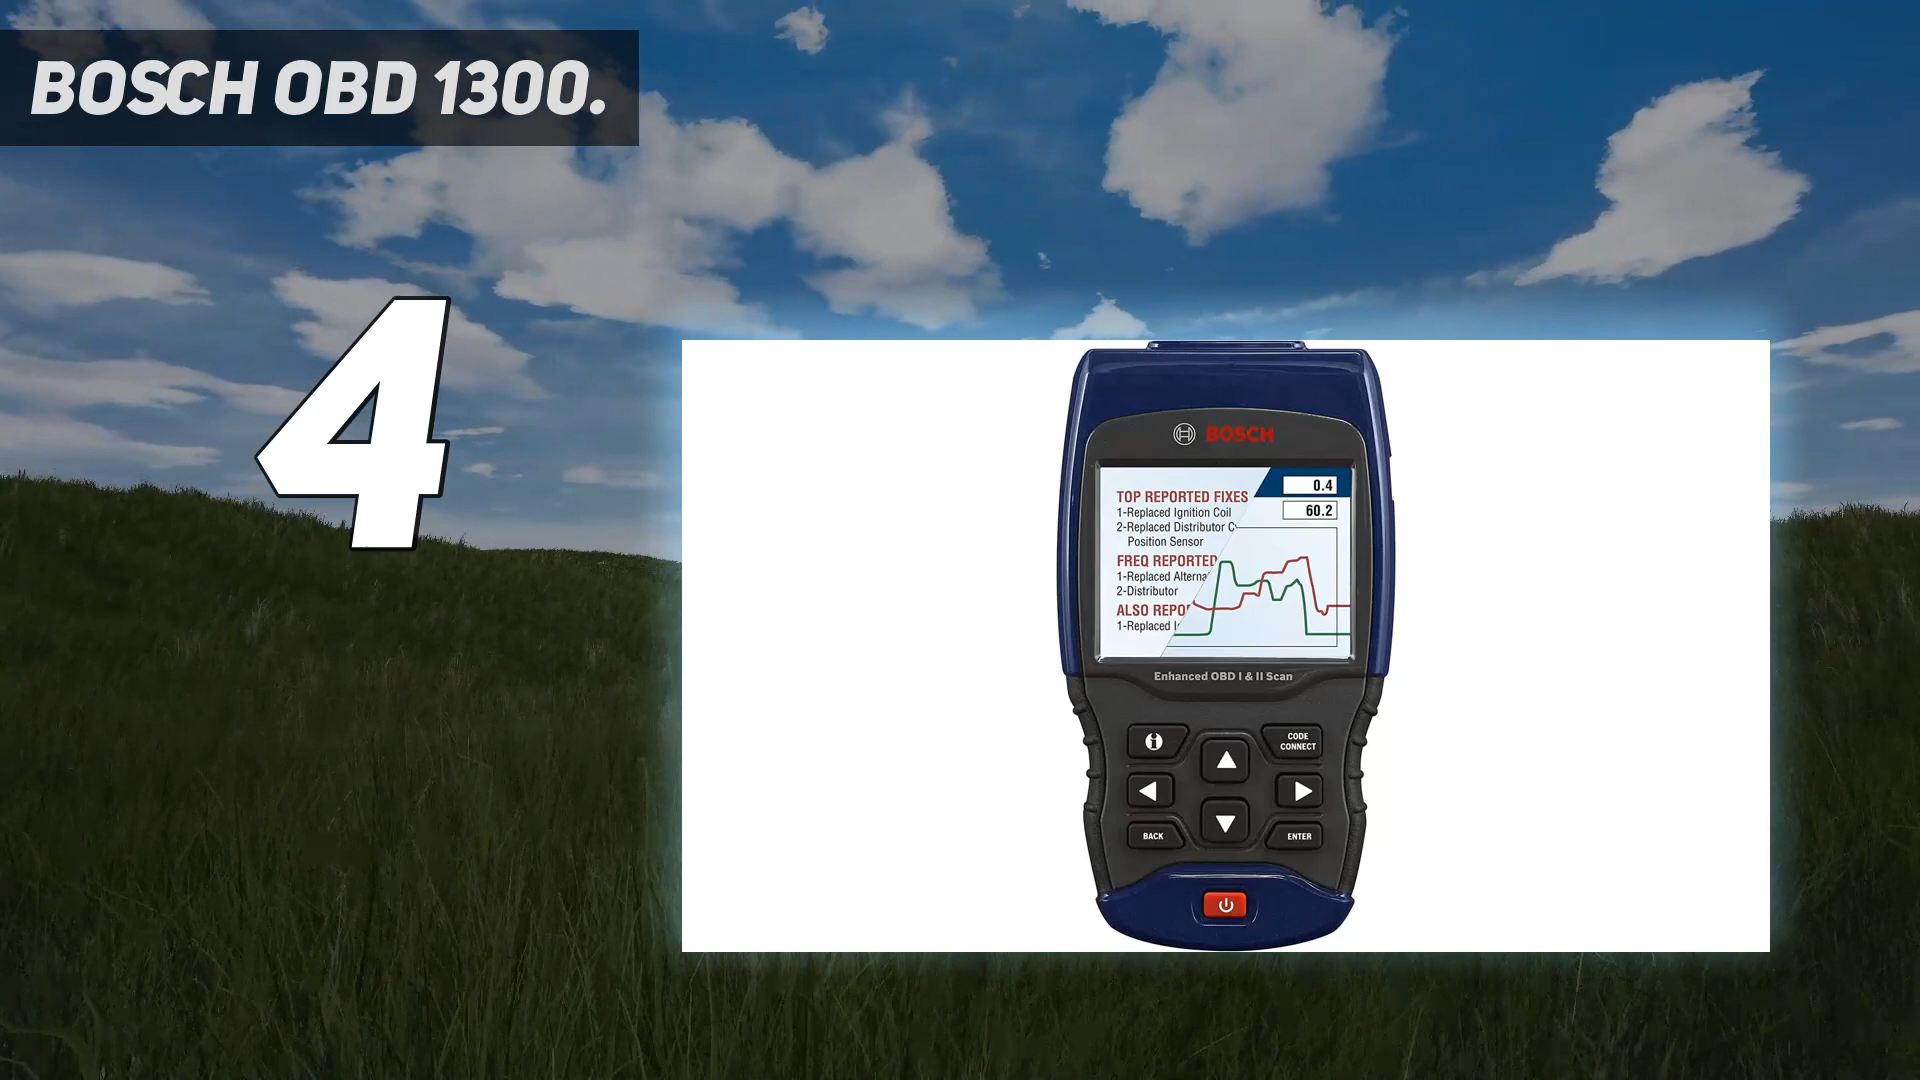 BOSCH OBD 1300.
4
BOSCH
0.4
60.2
TOP REPORTED FIXES
1-Replaced Ignition Coil
2-Replaced Distributor C
Position Sensor
FREQ REPORTED
1-Replaced Alterna
2-Distributor
ALSO REPO
1-Replaced
Enhanced OBD I & II Scan
i
CODE
CONNECT
BACK
ENTER